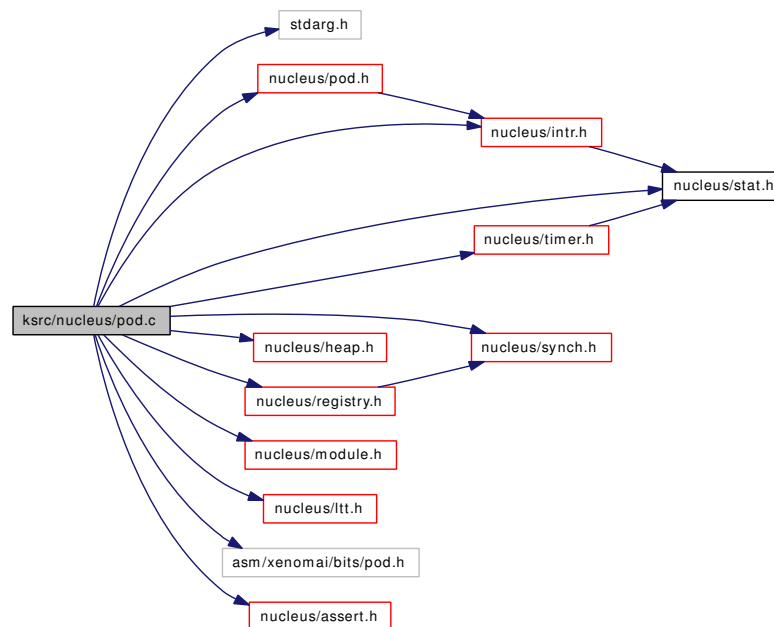 stdarg.h
nucleus/pod.h
nucleus/intr.h
nucleus/stat.h
nucleus/timer.h
ksrc/nucleus/pod.c
nucleus/heap.h
nucleus/synch.h
nucleus/registry.h
nucleus/module.h
nucleus/ltt.h
asm/xenomai/bits/pod.h
nucleus/assert.h